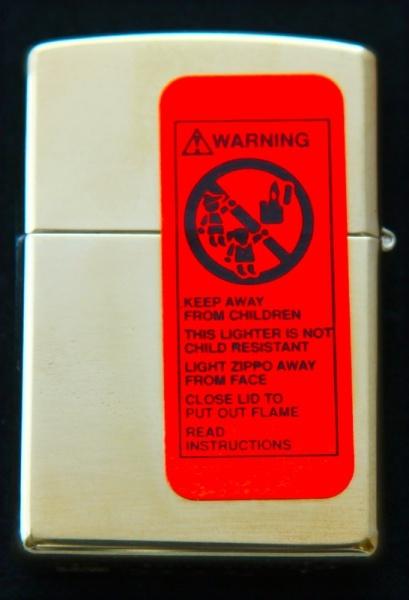 WARNING
KEEP AWAY
FROM CHILDREN
THIS LIGHTER IS NOT
CHILD RESISTANT
LIGHT ZIPPO AWAY
FROM FACE
CLOSE LID TO
PUT OUT FLAME
READ
INSTRUCTIONS